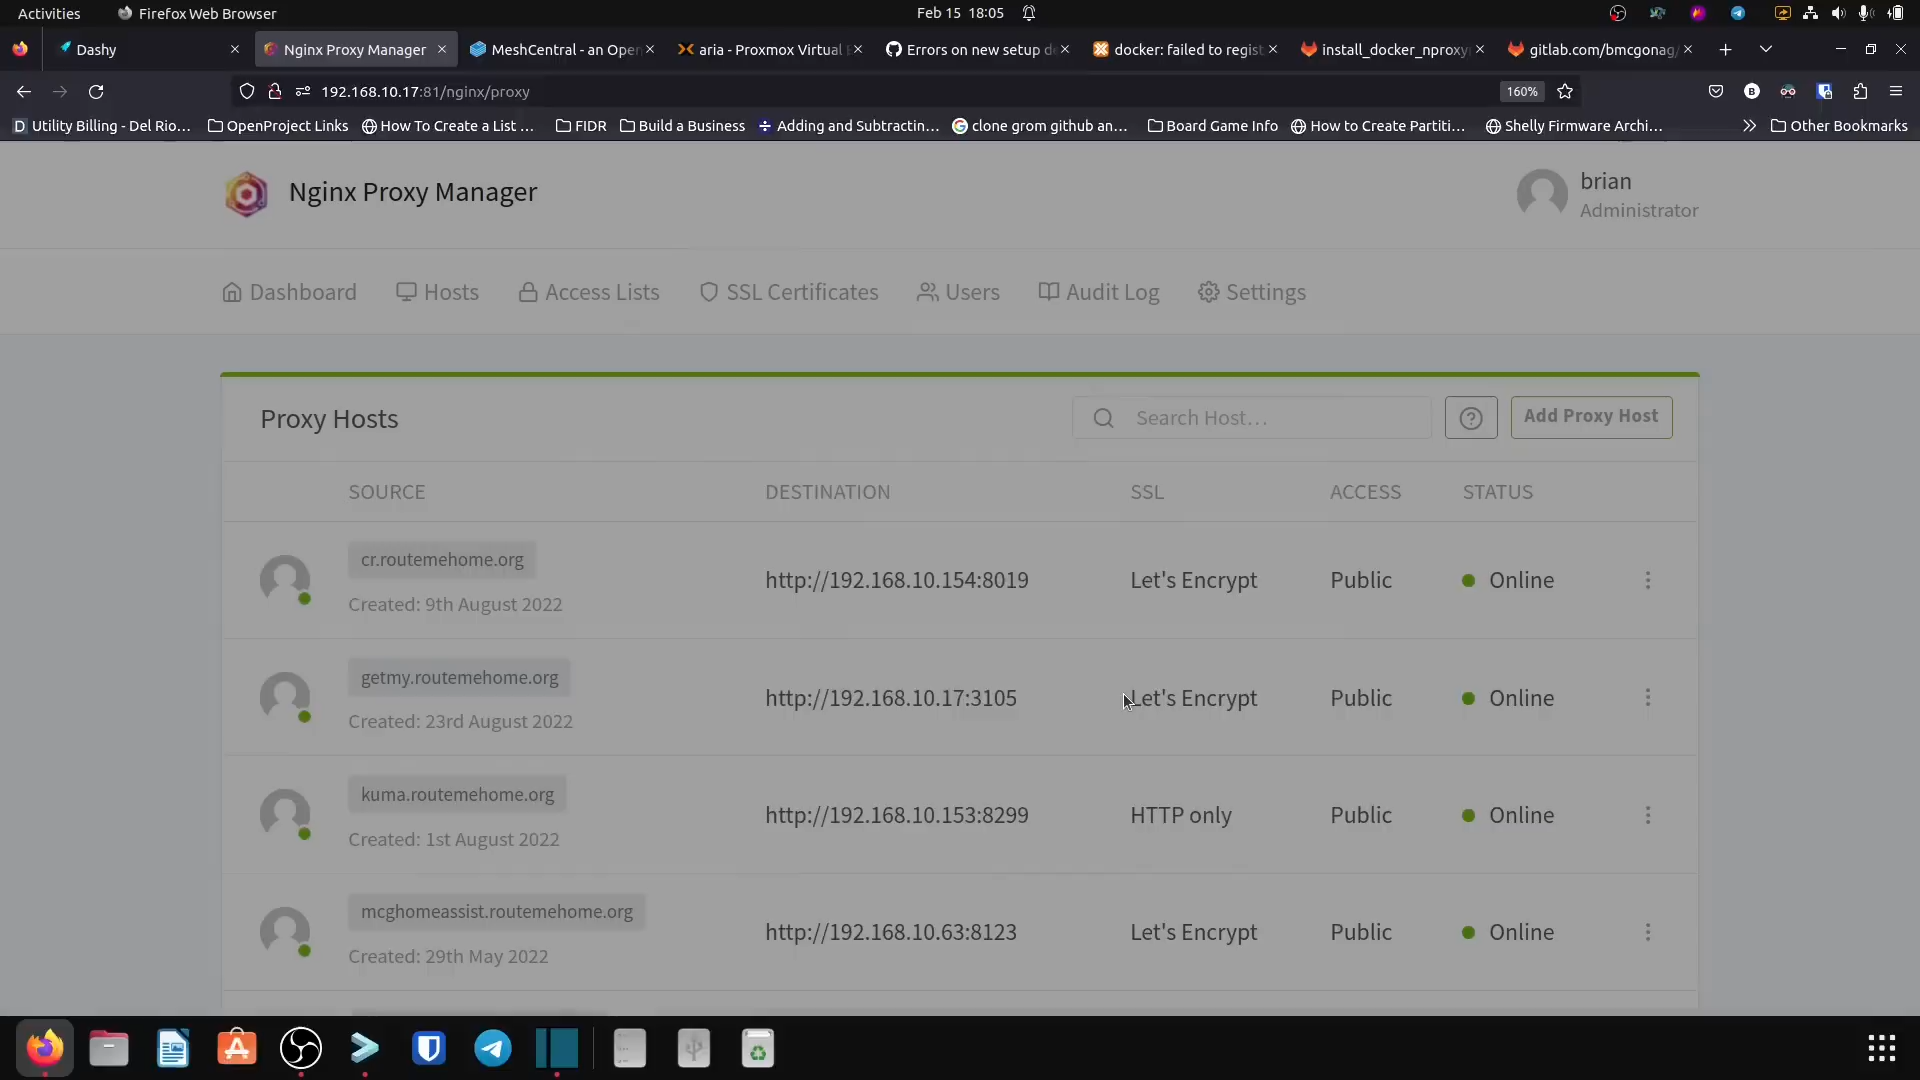 Activities
Firefox Web Browser
Feb 15 18:05
Dashy
Nginx Proxy Manager
MeshCentral - an Open
aria - Proxmox Virtual E
Errors on new setup d
docker: failed to regist
install_docker_nproxy
gitlab.com/bmcgonag/
192.168.10.17:81/nginx/proxy
160%
Utility Billing - Del Rio...
OpenProject Links
How To Create a List ...
FIDR
Build a Business
Adding and Subtractin...
clone grom github an...
Board Game Info
How to Create Partiti...
Shelly Firmware Archi...
Other Bookmarks
Nginx Proxy Manager
brian
Administrator
Dashboard
Hosts
Access Lists
SSL Certificates
Users
Audit Log
Settings
Proxy Hosts
Search Host...
Add Proxy Host
SOURCE DESTINATION SSL ACCESS STATUS
cr.routemehome.org
Created: 9th August 2022
http://192.168.10.154:8019 Let's Encrypt Public Online
getmy.routemehome.org
Created: 23rd August 2022
http://192.168.10.17:3105 Let's Encrypt Public Online
kuma.routemehome.org
Created: 1st August 2022
http://192.168.10.153:8299 HTTP only Public Online
mcghomeassist.routemehome.org
Created: 29th May 2022
http://192.168.10.63:8123 Let's Encrypt Public Online